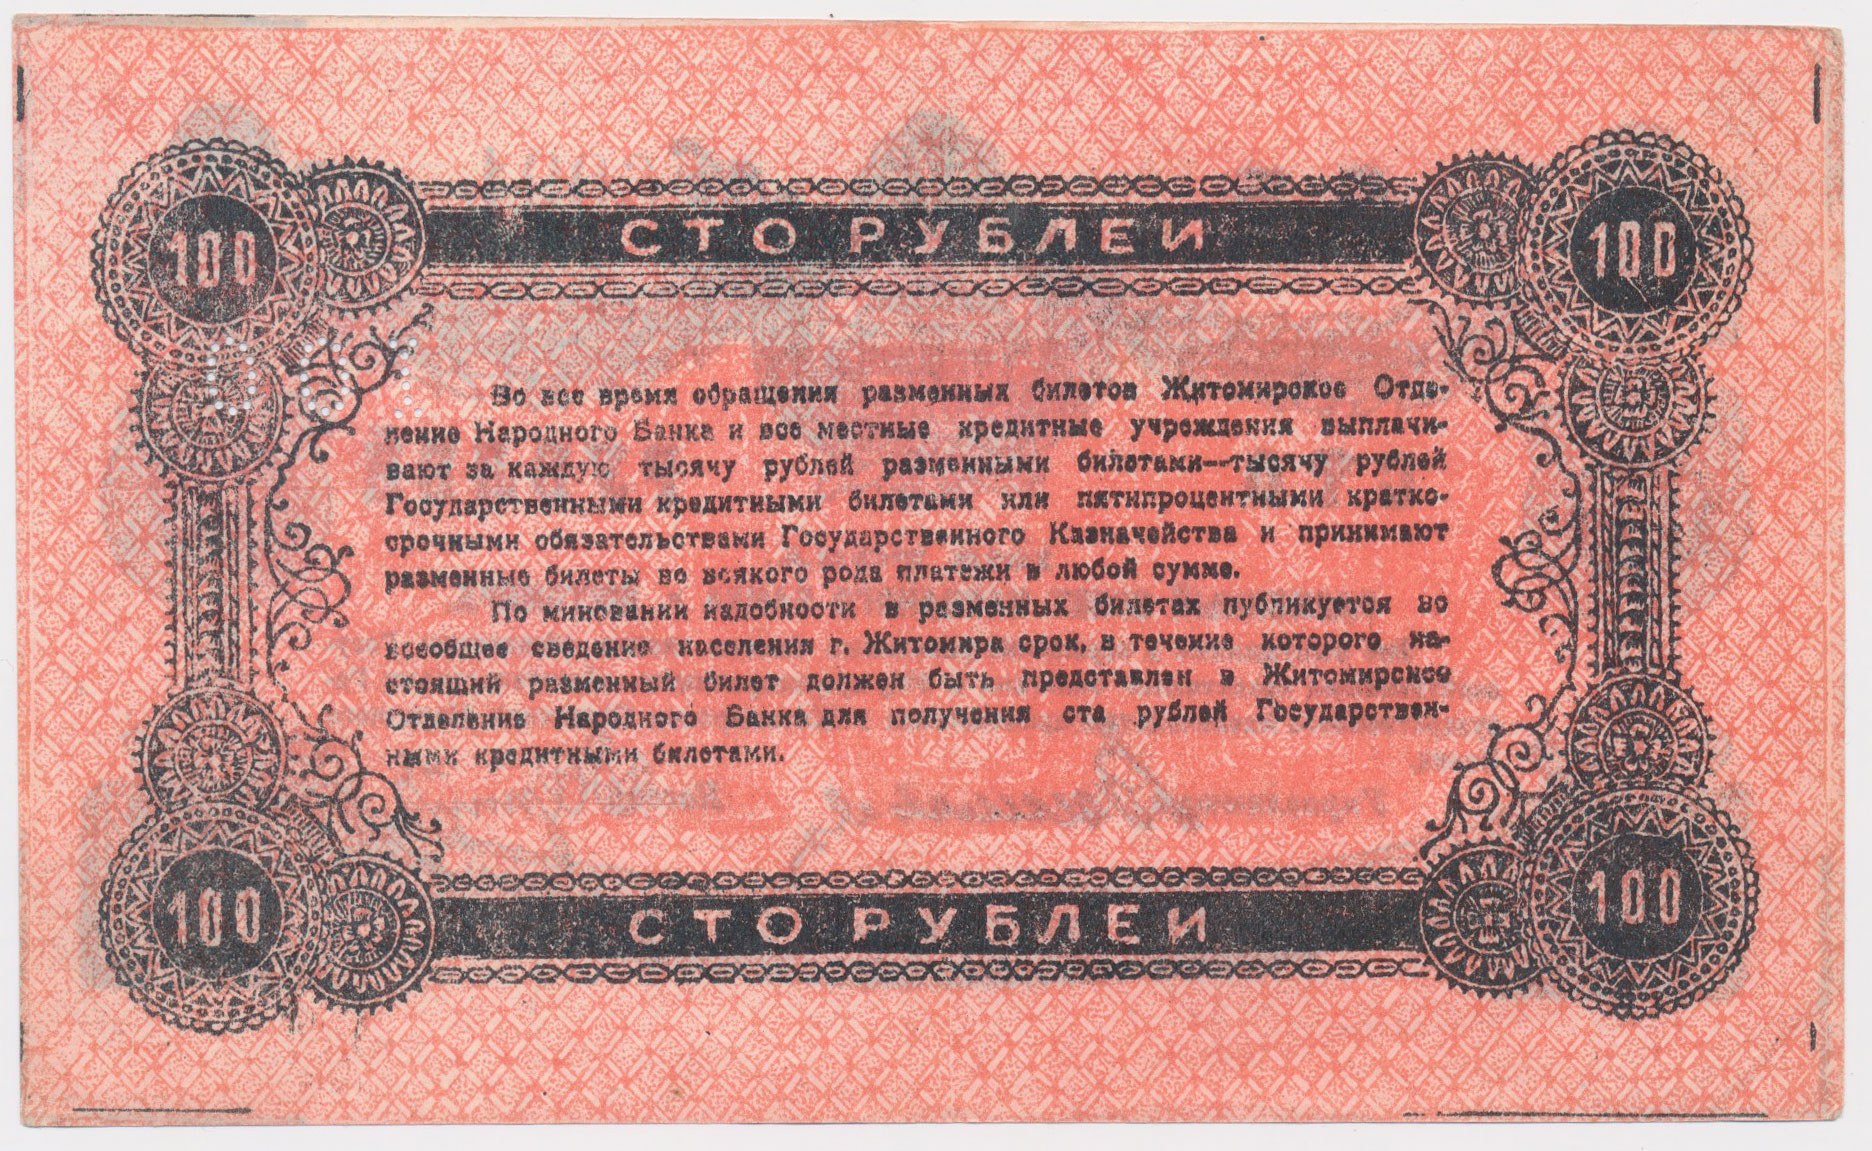 СТО РУБЛЕЙ
100
100
Во все время обращения разменных билетов Житомирское Отде-
ление Народного Банка и все местные кредитные учреждения выплачи-
вают за каждую тысячу рублей разменными билетами—тысячу рублей
Государственными кредитными билетами или пятипроцентными кратко-
срочными обязательствами Государственного Казначейства и принимают
разменные билеты во всякого рода платежи в любой сумме.
По миновании надобности в разменных билетах публикуется во
всеобщее сведение населения г. Житомира срок, в течение которого на-
стоящий разменный билет должен быть представлен в Житомирское
Отделение Народного Банка для получения ста рублей Государствен-
ными кредитными билетами.
100
100
СТО РУБЛЕЙ